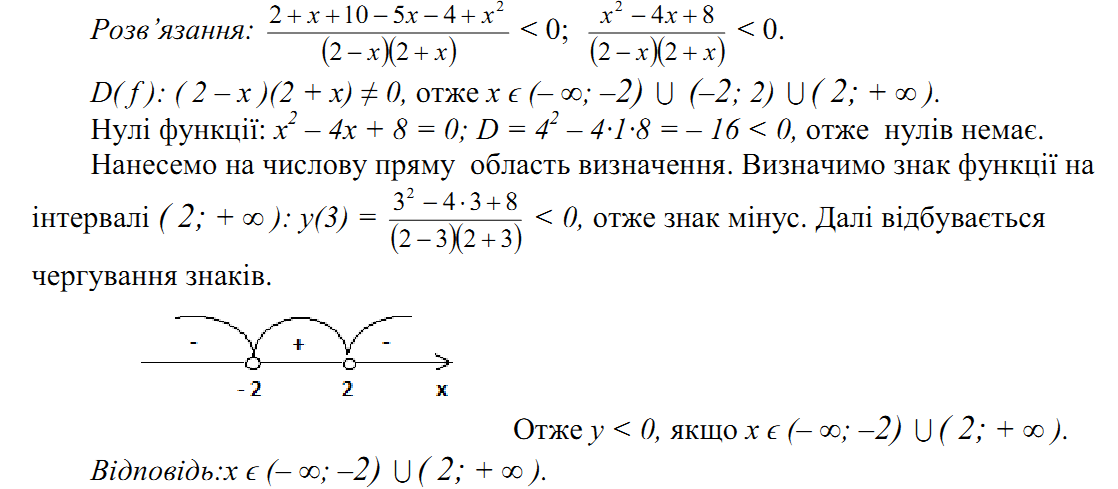 Розв’язання: (2 + x + 10 – 5x – 4 + x²) / ((2 – x)(2 + x)) < 0; (x² – 4x + 8) / ((2 – x)(2 + x)) < 0.
D(f): ( 2 – x )(2 + x) ≠ 0, отже x є (– ∞; –2) ∪ (–2; 2) ∪ ( 2; + ∞ ).
Нулі функції: x² – 4x + 8 = 0; D = 4² – 4·1·8 = – 16 < 0, отже нулів немає.
Нанесемо на числову пряму область визначення. Визначимо знак функції на
інтервалі ( 2; + ∞ ): y(3) = (3² – 4 · 3 + 8) / ((2 – 3)(2 + 3)) < 0, отже знак мінус. Далі відбувається
чергування знаків.
- + -
- 2 2 x
Отже y < 0, якщо x є (– ∞; –2) ∪ ( 2; + ∞ ).
Відповідь:x є (– ∞; –2) ∪ ( 2; + ∞ ).